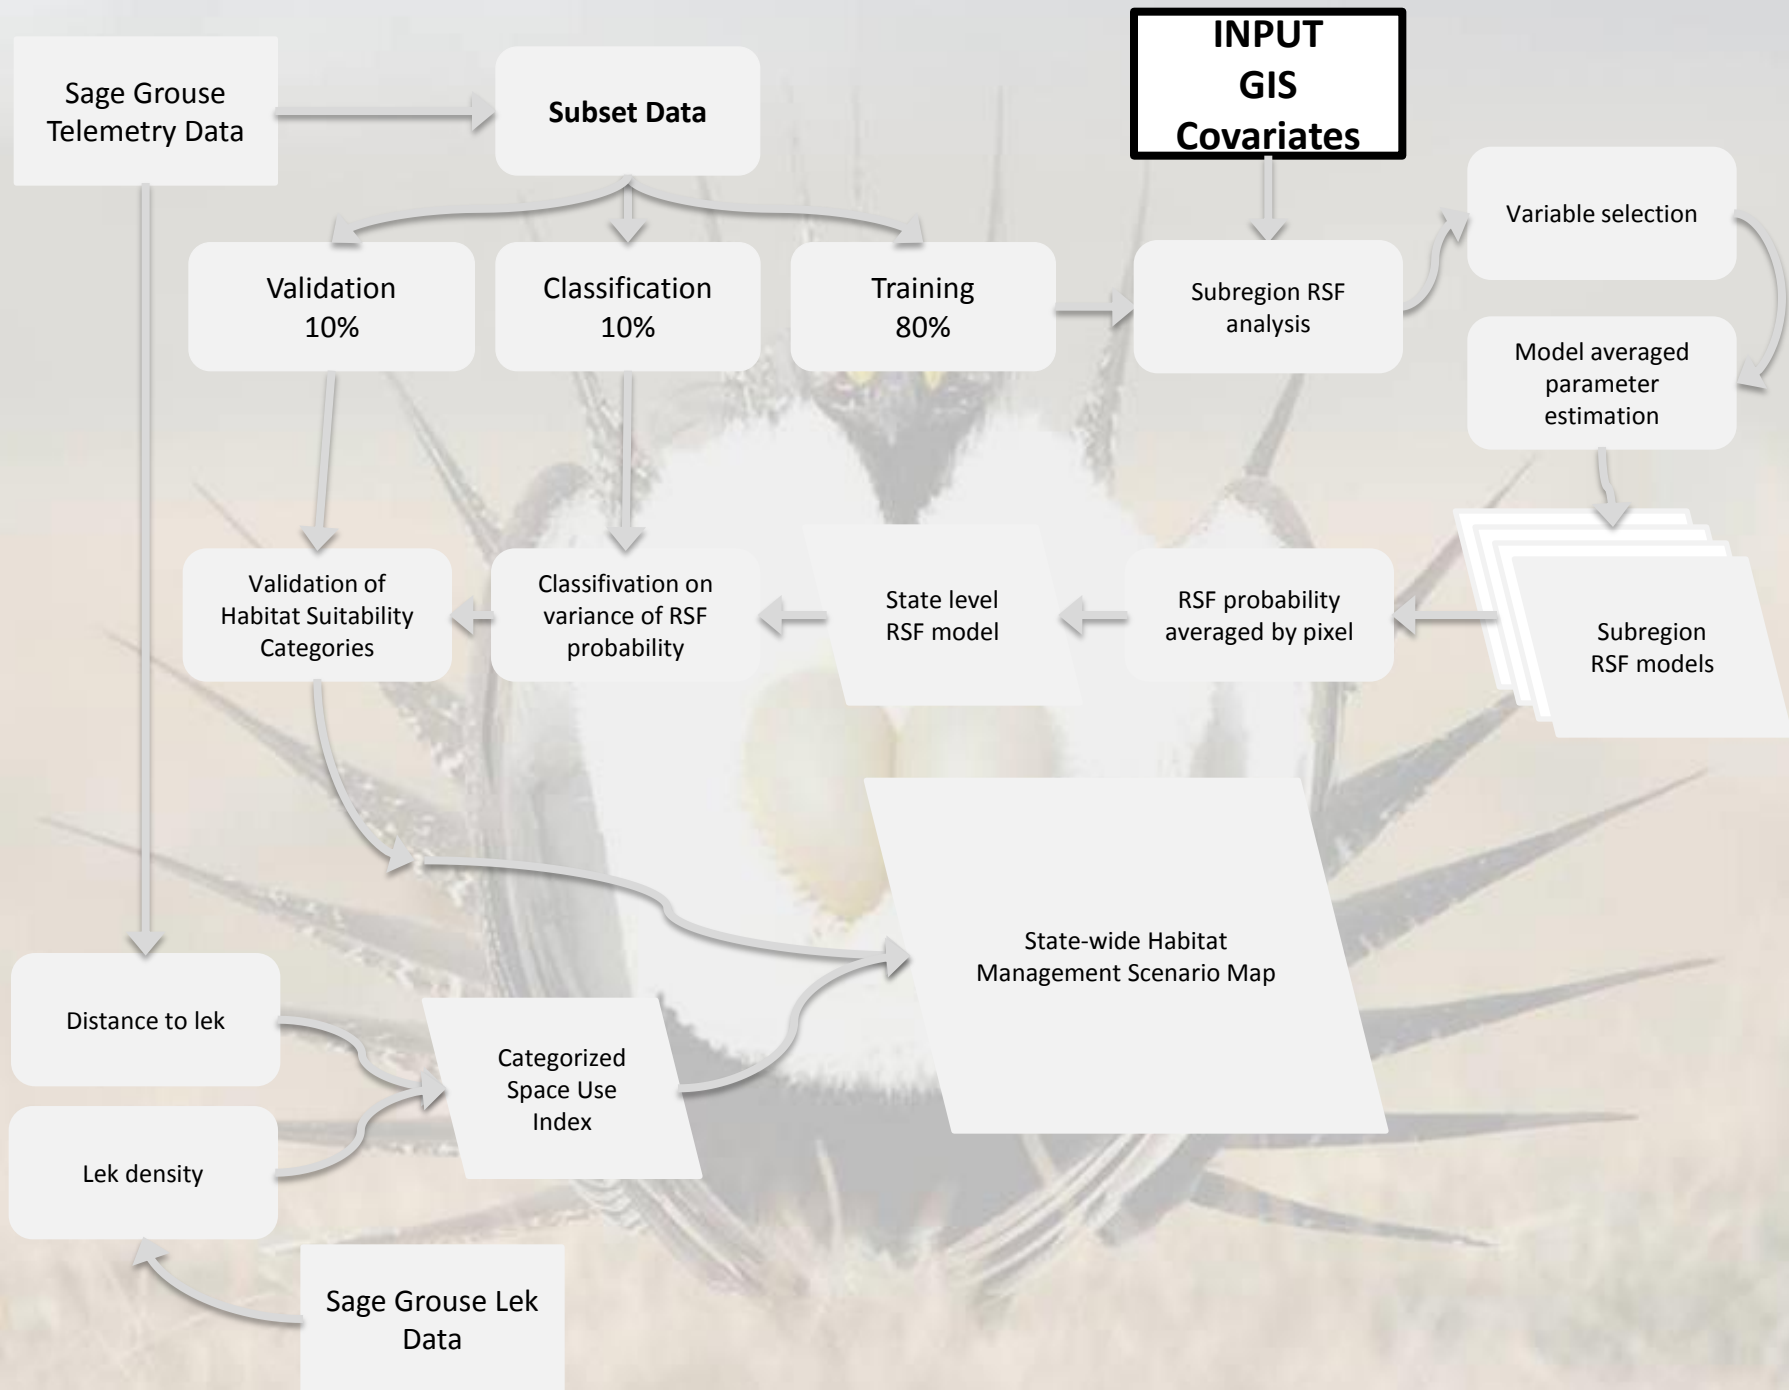 Sage Grouse
Telemetry Data
Subset Data
INPUT
GIS
Covariates
Variable selection
Validation
10%
Classification
10%
Training
80%
Subregion RSF
analysis
Model averaged
parameter
estimation
Validation of
Habitat Suitability
Categories
Classifivation on
variance of RSF
probability
State level
RSF model
RSF probability
averaged by pixel
Subregion
RSF models
State-wide Habitat
Management Scenario Map
Distance to lek
Categorized
Space Use
Index
Lek density
Sage Grouse Lek
Data